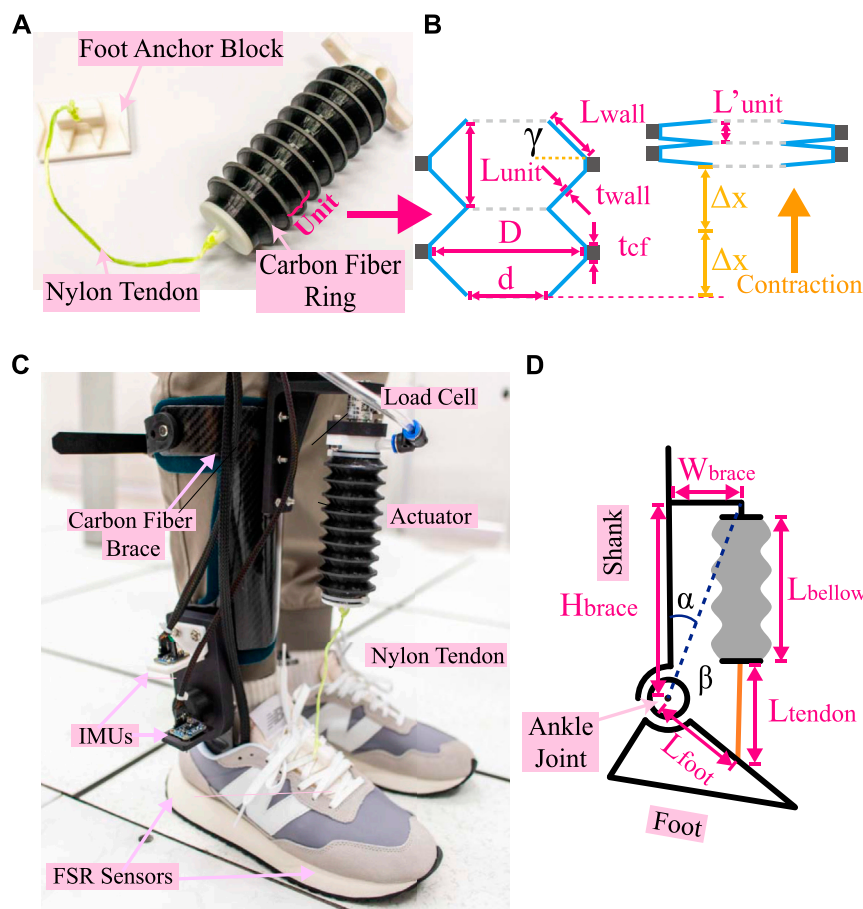 A
Foot Anchor Block
Unit
Nylon Tendon
Carbon Fiber
Ring
B
Lwall
γ
Lunit
twall
D
tcf
d
L'unit
Δx
Δx
Contraction
C
Load Cell
Carbon Fiber
Brace
Actuator
Nylon Tendon
IMUs
FSR Sensors
D
Wbrace
Shank
Hbrace
α
Lbellow
β
Ankle
Joint
Ltendon
Lfoot
Foot